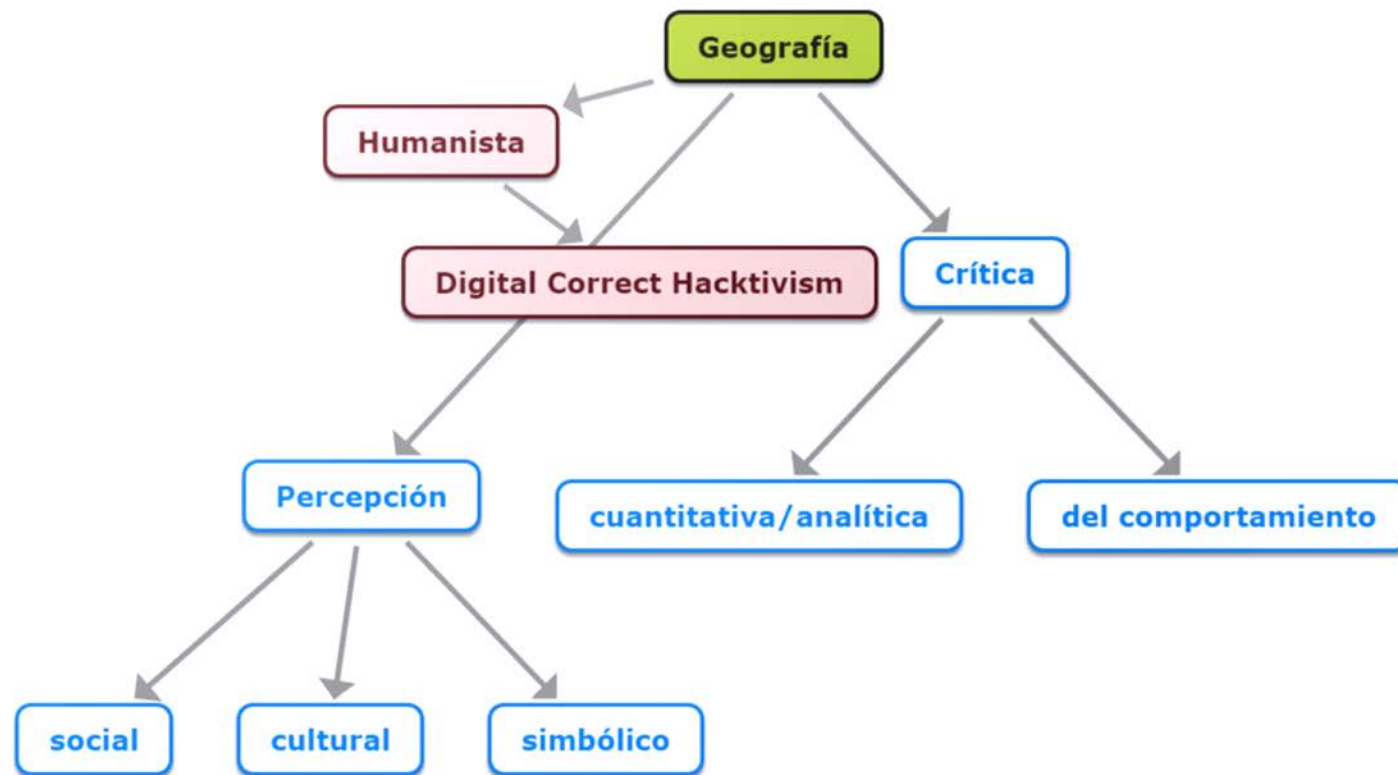 Geografía
Humanista
Digital Correct Hacktivism
Crítica
Percepción
cuantitativa/analítica
del comportamiento
social
cultural
simbólico